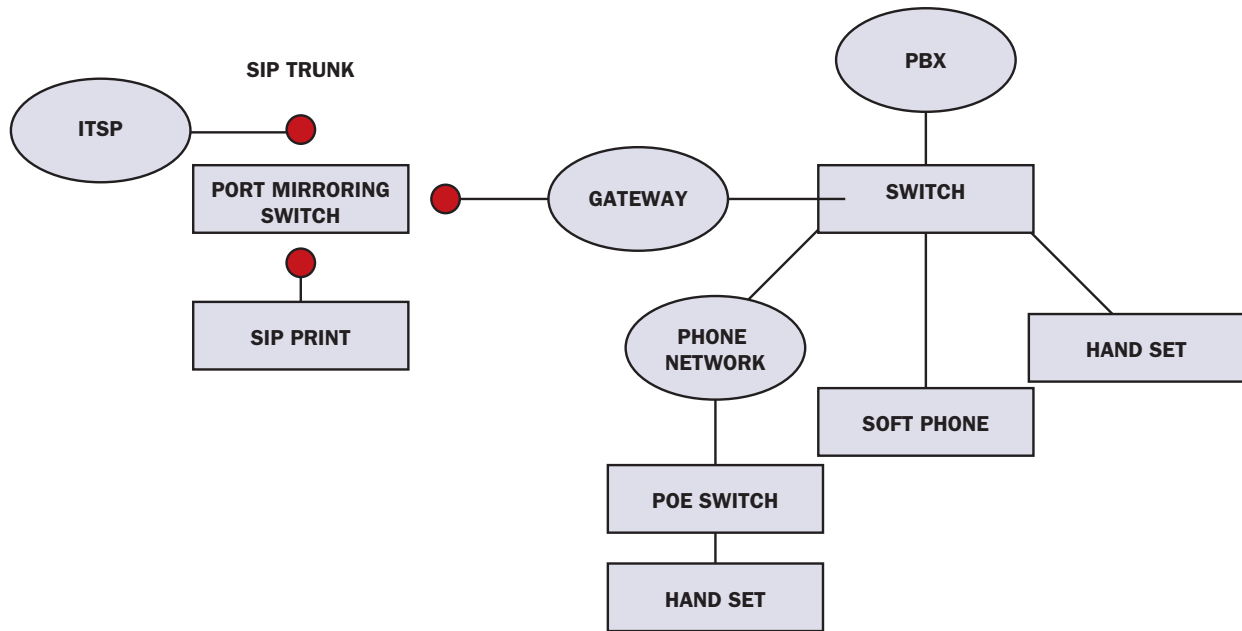 SIP TRUNK
PBX
ITSP
PORT MIRRORING
SWITCH
GATEWAY
SWITCH
SIP PRINT
PHONE
NETWORK
HAND SET
SOFT PHONE
POE SWITCH
HAND SET